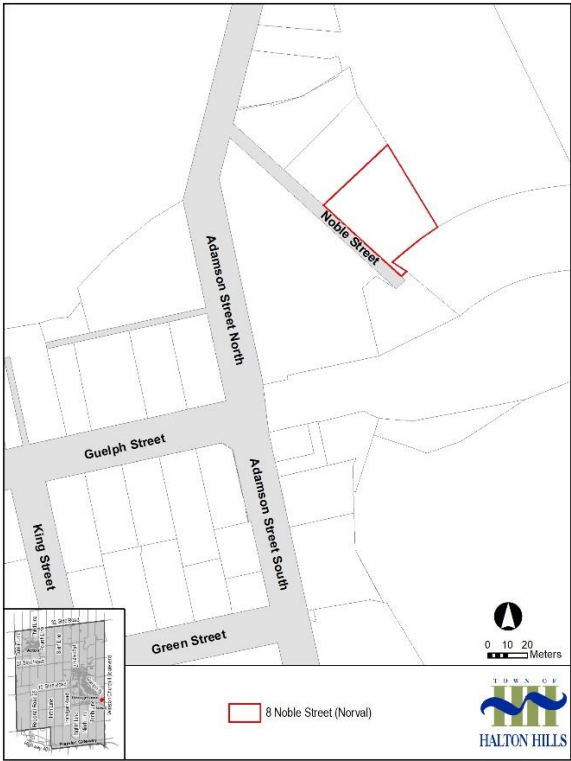 Noble Street
Adamson Street North
Guelph Street
Adamson Street South
King Street
Green Street
0 10 20
Meters
8 Noble Street (Norval)
TOWN OF
HALTON HILLS